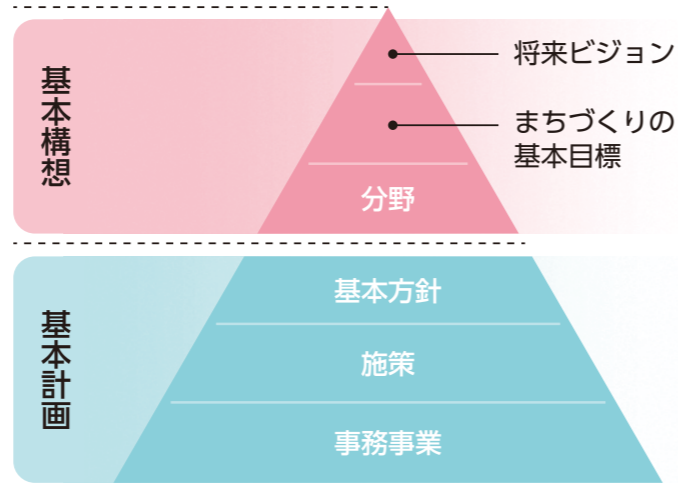 基本構想
将来ビジョン
まちづくりの
基本目標
分野
基本計画
基本方針
施策
事務事業